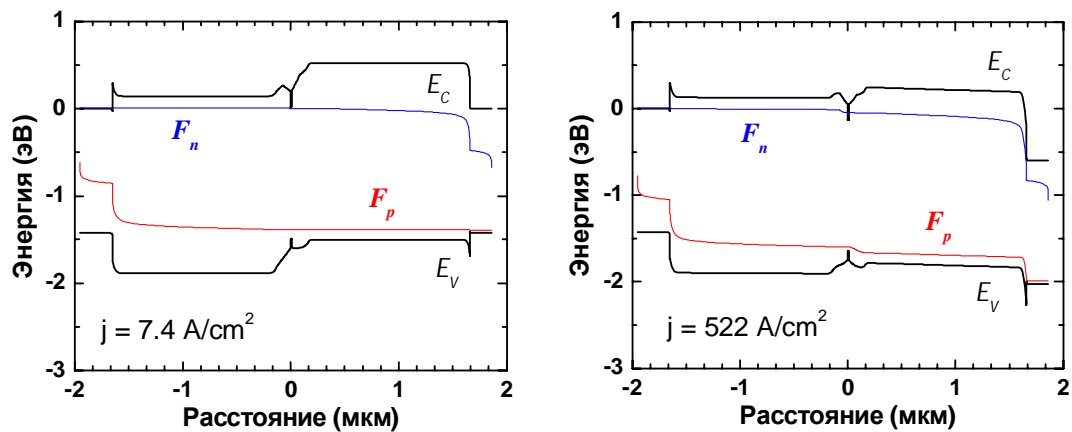 Энергия (эВ)
1
0
-1
-2
-3
E_C
F_n
F_p
E_V
j = 7.4 A/cm²
-2
-1
0
1
2
Расстояние (мкм)
Энергия (эВ)
1
0
-1
-2
-3
E_C
F_n
F_p
E_V
j = 522 A/cm²
-2
-1
0
1
2
Расстояние (мкм)